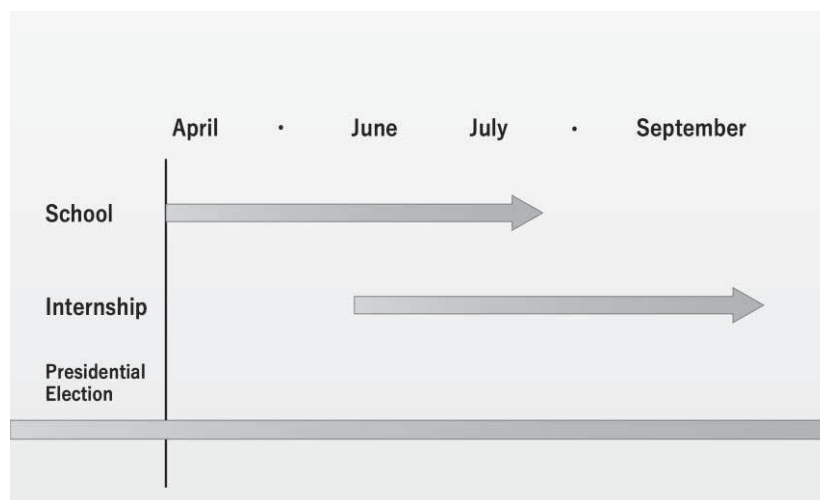 April · June July · September
School
Internship
Presidential
Election